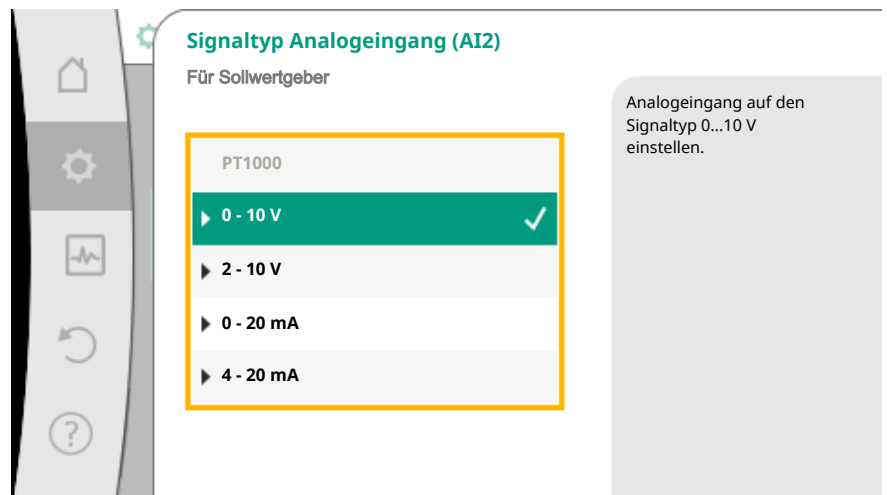 Signaltyp Analogeingang (AI2)
Für Sollwertgeber
Analogeingang auf den
Signaltyp 0...10 V
einstellen.
PT1000
0 - 10 V
2 - 10 V
0 - 20 mA
4 - 20 mA
?